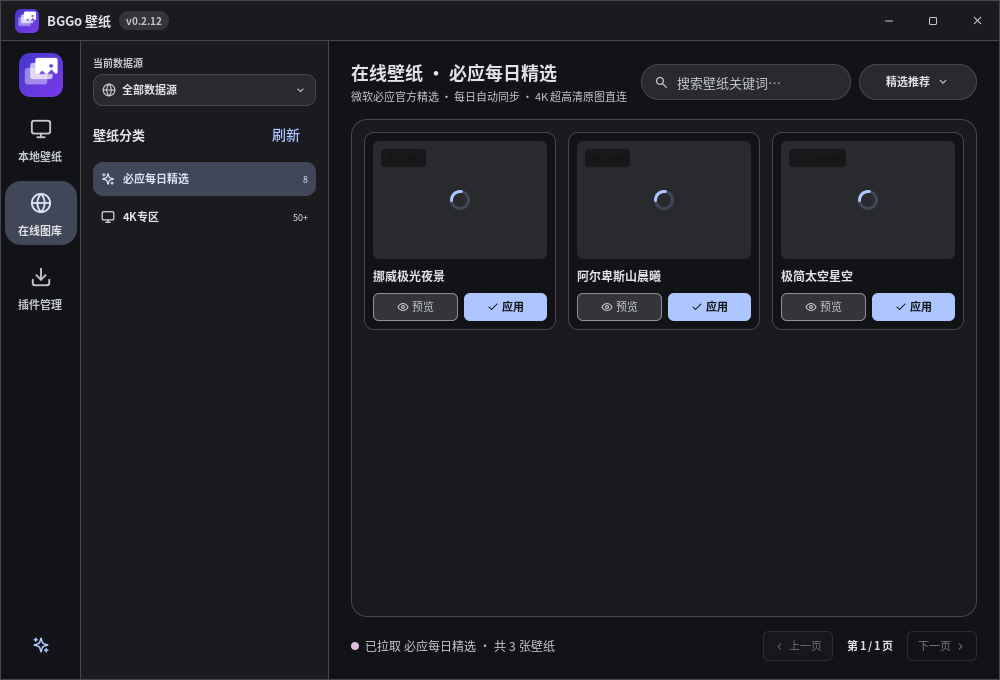 BGGo 壁纸 v0.2.12
本地壁纸
在线图库
插件管理
当前数据源
全部数据源
壁纸分类 刷新
必应每日精选 8
4K专区 50+
在线壁纸 • 必应每日精选
微软必应官方精选 • 每日自动同步 • 4K 超高清原图直连
搜索壁纸关键词…
精选推荐
挪威极光夜景
预览 应用
阿尔卑斯山晨曦
预览 应用
极简太空星空
预览 应用
已拉取 必应每日精选 • 共 3 张壁纸
上一页 第 1 / 1 页 下一页